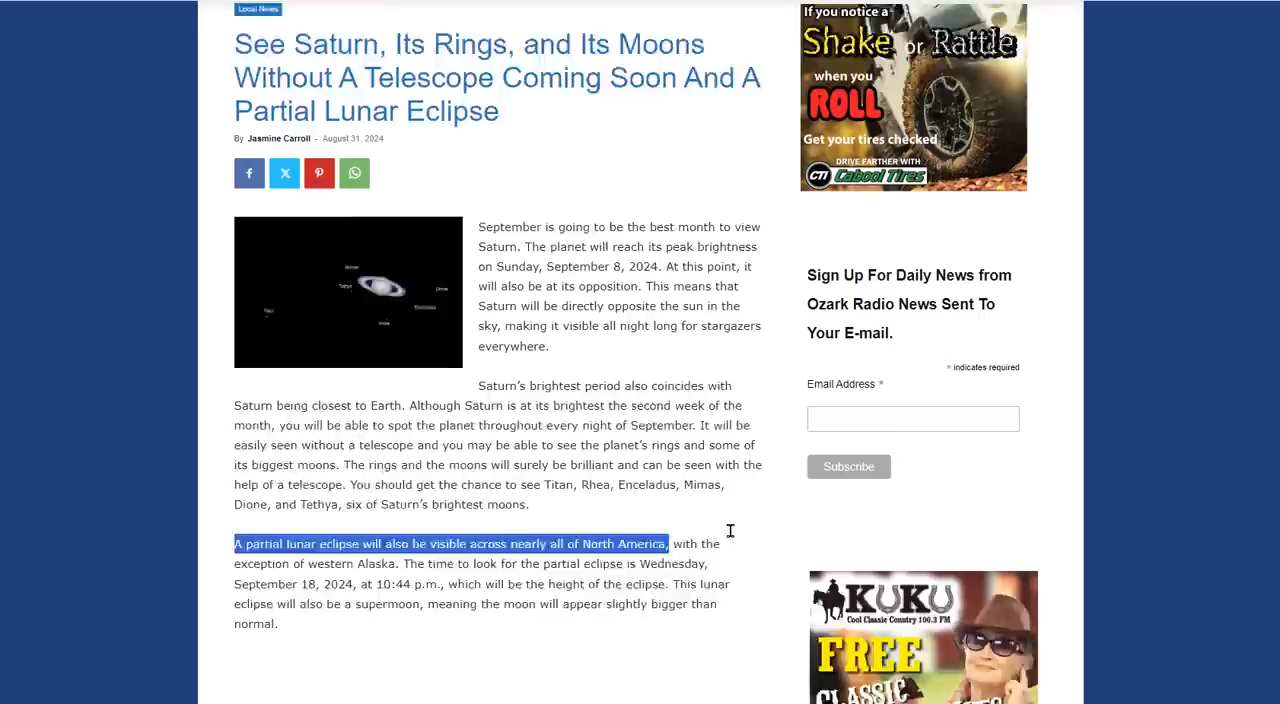 Local News
See Saturn, Its Rings, and Its Moons
Without A Telescope Coming Soon And A
Partial Lunar Eclipse
By Jasmine Carroll - August 31, 2024
September is going to be the best month to view
Saturn. The planet will reach its peak brightness
on Sunday, September 8, 2024. At this point, it
will also be at its opposition. This means that
Saturn will be directly opposite the sun in the
sky, making it visible all night long for stargazers
everywhere.
Tethys
Dione
Saturn's brightest period also coincides with
Saturn being closest to Earth. Although Saturn is at its brightest the second week of the
month, you will be able to spot the planet throughout every night of September. It will be
easily seen without a telescope and you may be able to see the planet's rings and some of
its biggest moons. The rings and the moons will surely be brilliant and can be seen with the
help of a telescope. You should get the chance to see Titan, Rhea, Enceladus, Mimas,
Dione, and Tethya, six of Saturn's brightest moons.
A partial lunar eclipse will also be visible across nearly all of North America, with the
exception of western Alaska. The time to look for the partial eclipse is Wednesday,
September 18, 2024, at 10:44 p.m., which will be the height of the eclipse. This lunar
eclipse will also be a supermoon, meaning the moon will appear slightly bigger than
normal.
If you notice a
Shake or Rattle
when you
ROLL
Get your tires checked
DRIVE FARTHER WITH
CTI Cabool Tires
Sign Up For Daily News from
Ozark Radio News Sent To
Your E-mail.
* indicates required
Email Address *
Subscribe
KUKU
Cool Classic Country 100.3 FM
FREE
CLASSIC